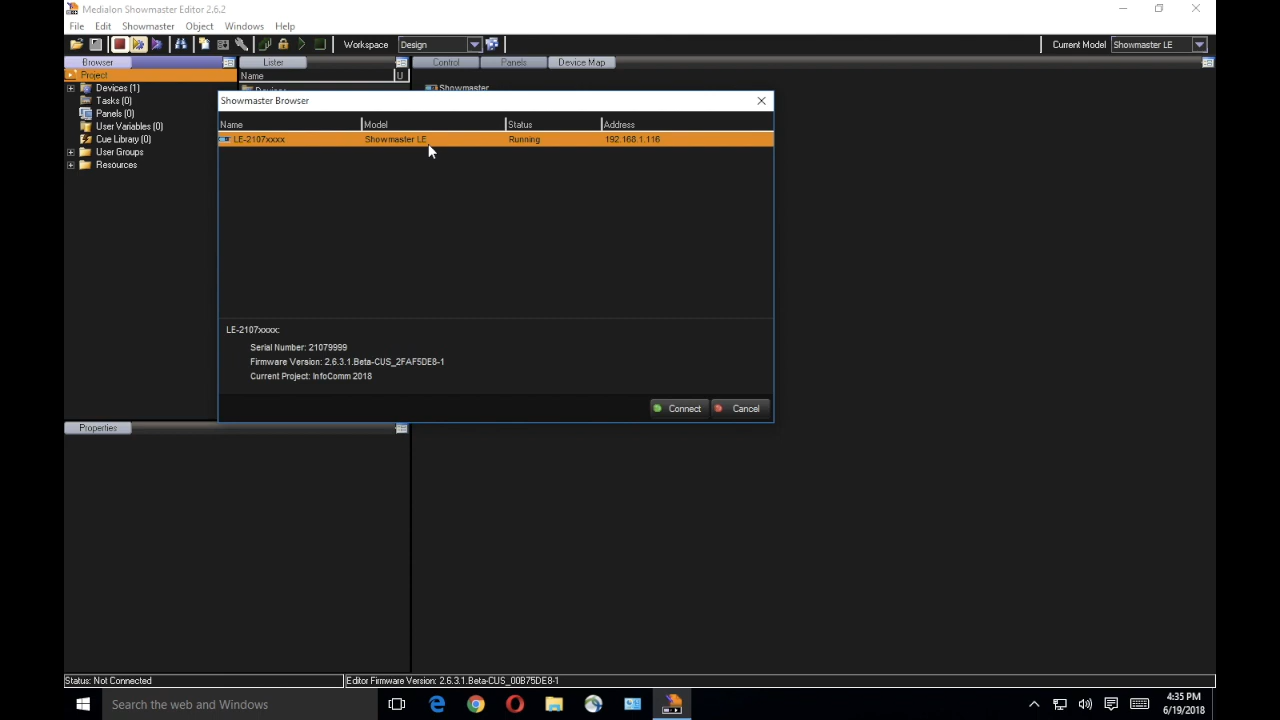 Medialon Showmaster Editor 2.6.3.2
File Edit Showmaster Object Windows Help
Workspace Design Current Model Showmaster LE
Browser Lister Control Panels Device Map
Project Name U
Devices (1)
Tasks (0)
Panels (0)
User Variables (0)
Cue Library (0)
User Groups
Resources
Devices
Showmaster
Showmaster Browser
Name Model Status Address
LE-2107xxxx Showmaster LE Running 192.168.1.116
LE-2107xxxx:
Serial Number: 21079999
Firmware Version: 2.6.3.1.Beta-CUS_2FAF5DE8-1
Current Project: InfoComm 2018
Connect Cancel
Properties
Status: Not Connected Editor Firmware Version: 2.6.3.1.Beta-CUS_00B75DE8-1
Search the web and Windows
4:35 PM
6/19/2018